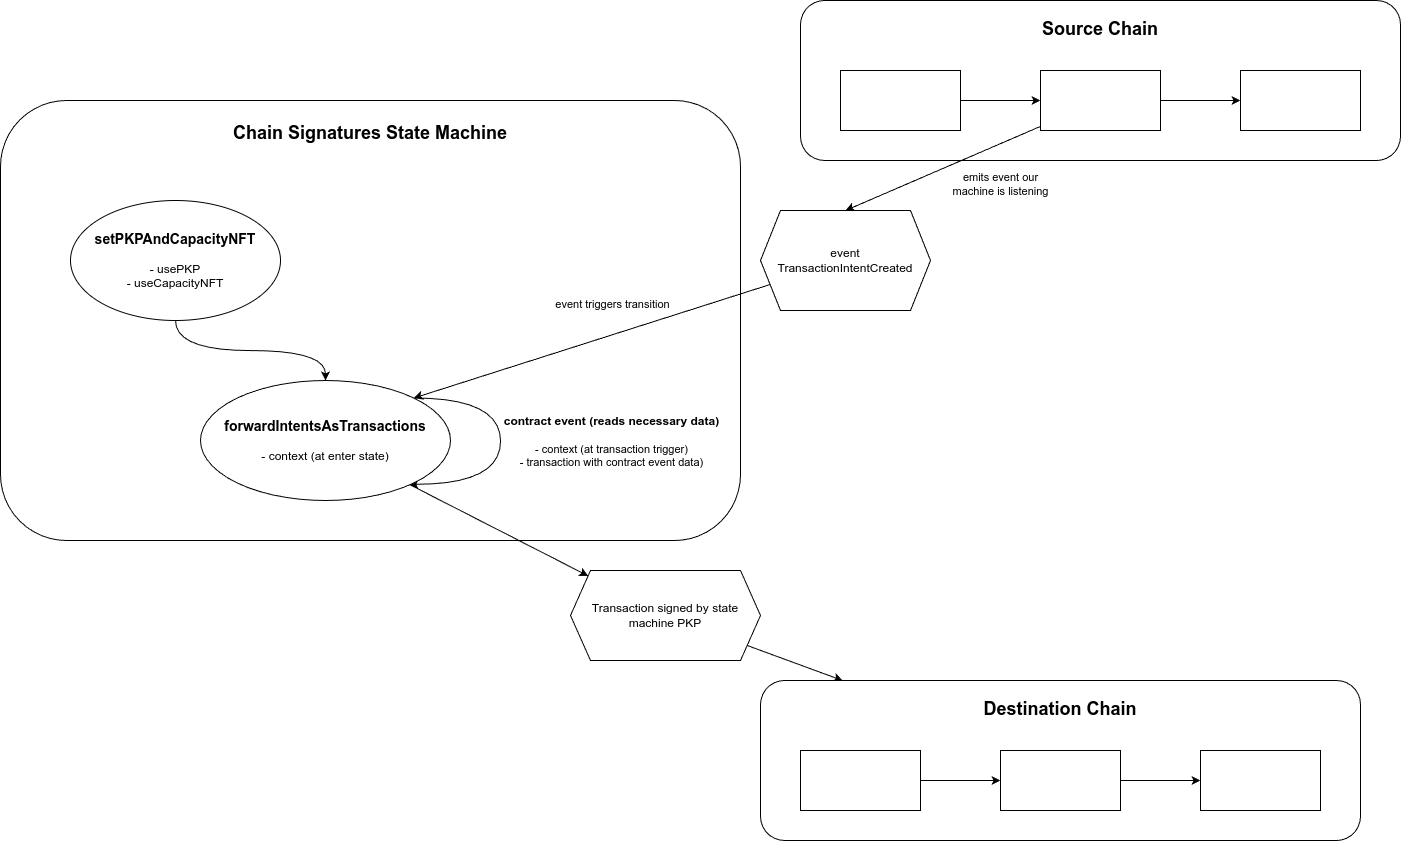 Source Chain
Chain Signatures State Machine
emits event our
machine is listening
setPKPAndCapacityNFT
- usePKP
- useCapacityNFT
event
TransactionIntentCreated
event triggers transition
forwardIntentsAsTransactions
- context (at enter state)
contract event (reads necessary data)
- context (at transaction trigger)
- transaction with contract event data)
Transaction signed by state
machine PKP
Destination Chain